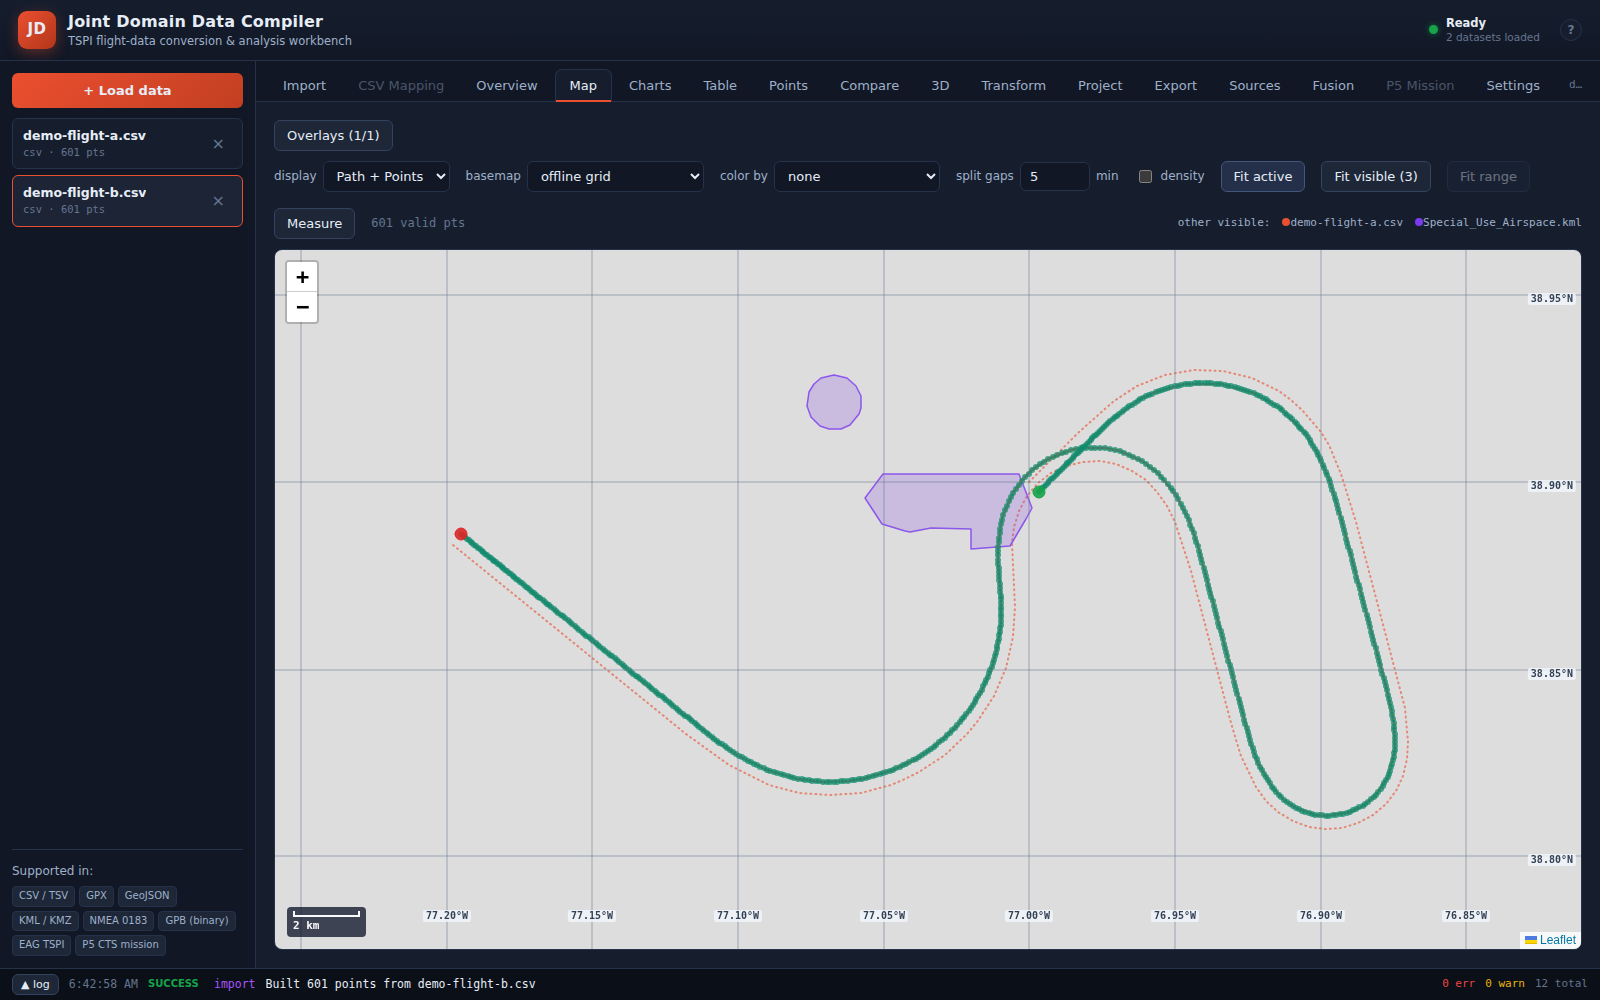 JD
Joint Domain Data Compiler
TSPI flight-data conversion & analysis workbench
Ready
2 datasets loaded
?
+ Load data
demo-flight-a.csv
csv · 601 pts
×
demo-flight-b.csv
csv · 601 pts
×
Supported in:
CSV / TSV GPX GeoJSON
KML / KMZ NMEA 0183 GPB (binary)
EAG TSPI P5 CTS mission
Import CSV Mapping Overview Map Charts Table Points Compare 3D Transform Project Export Sources Fusion P5 Mission Settings d…
Overlays (1/1)
display Path + Points basemap offline grid color by none split gaps 5 min density Fit active Fit visible (3) Fit range
Measure 601 valid pts other visible: demo-flight-a.csv Special_Use_Airspace.kml
+
−
38.95°N
38.90°N
38.85°N
38.80°N
77.20°W 77.15°W 77.10°W 77.05°W 77.00°W 76.95°W 76.90°W 76.85°W
2 km
Leaflet
▲ log 6:42:58 AM SUCCESS import Built 601 points from demo-flight-b.csv 0 err 0 warn 12 total